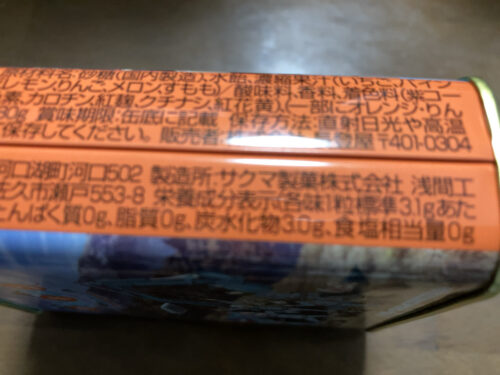 原材料名:砂糖(国内製造)、水飴、濃縮果汁(いちご、パイン
レモン、りんご、メロン、すもも)/酸味料、香料、着色料(紫コー
素、カロチン、紅麹、クチナシ、紅花黄)、(一部にオレンジ・りん
賞味期限:缶底に記載 保存方法:直射日光や高温
保存してください。 販売者 〒401-0304
河口湖町河口502 製造所:サクマ製菓株式会社 浅間工
佐久市瀬戸553-8 栄養成分表示(各味1粒標準3.1gあた
たんぱく質0g、脂質0g、炭水化物3.0g、食塩相当量0g